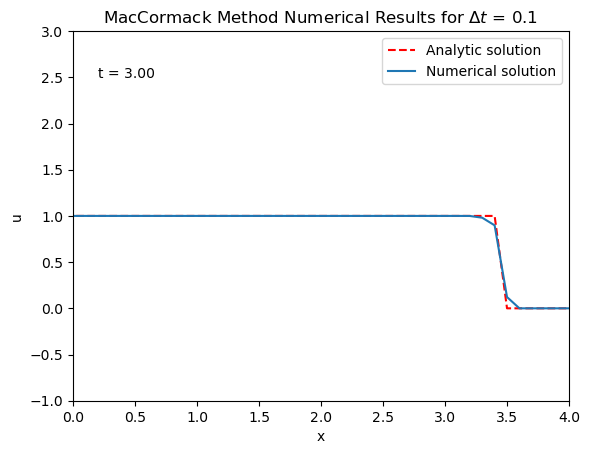 MacCormack Method Numerical Results for Δt = 0.1
3.0
2.5
2.0
1.5
1.0
0.5
0.0
−0.5
−1.0
u
t = 3.00
Analytic solution
Numerical solution
0.0 0.5 1.0 1.5 2.0 2.5 3.0 3.5 4.0
x